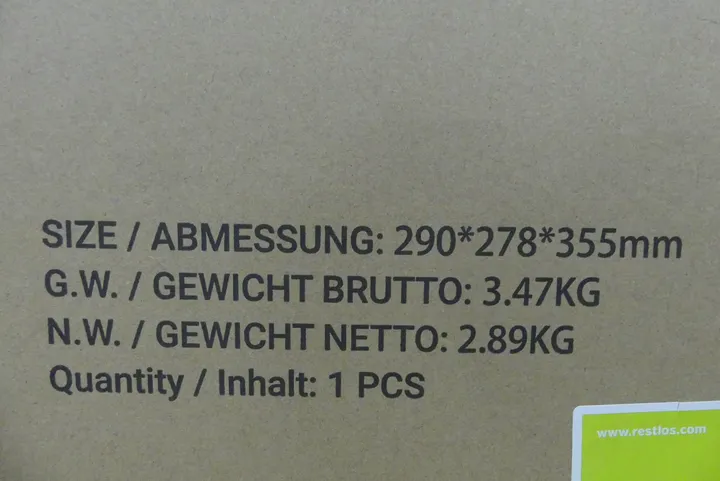 SIZE / ABMESSUNG: 290*278*355mm
G.W. / GEWICHT BRUTTO: 3.47KG
N.W. / GEWICHT NETTO: 2.89KG
Quantity / Inhalt: 1 PCS
www.restlos.com